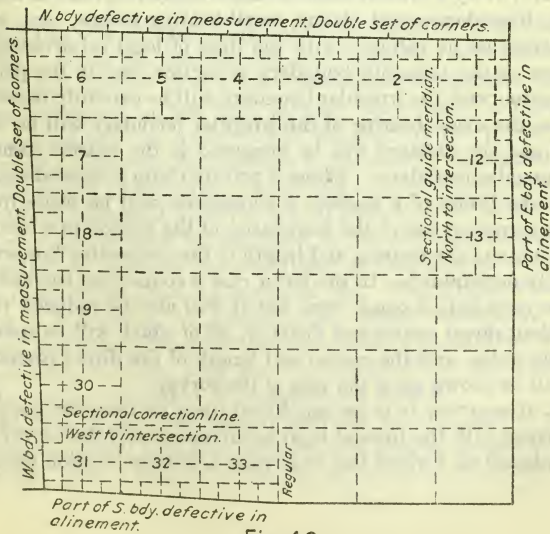 N. bdy defective in measurement. Double set of corners.
W. bdy defective in measurement. Double set of corners
6 5 4 3 2
Sectional guide meridian.
North to intersection.
Part of E. bdy. defective in
alinement.
7
12
18
13
19
30
Sectional correction line.
West to intersection.
31 32 33
Regular
Part of S. bdy. defective in
alinement.